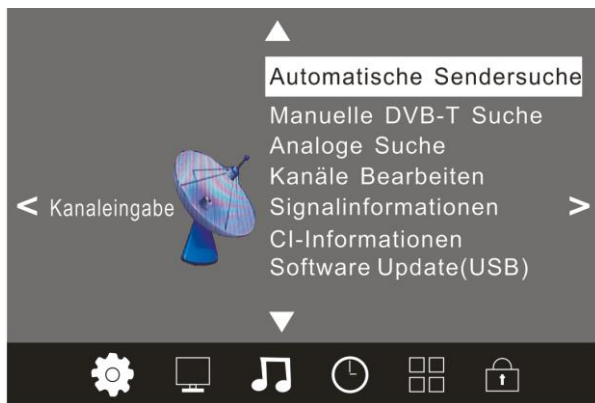 Automatische Sendersuche
Manuelle DVB-T Suche
Analoge Suche
Kanäle Bearbeiten
< Kanaleingabe
Signalinformationen >
CI-Informationen
Software Update(USB)